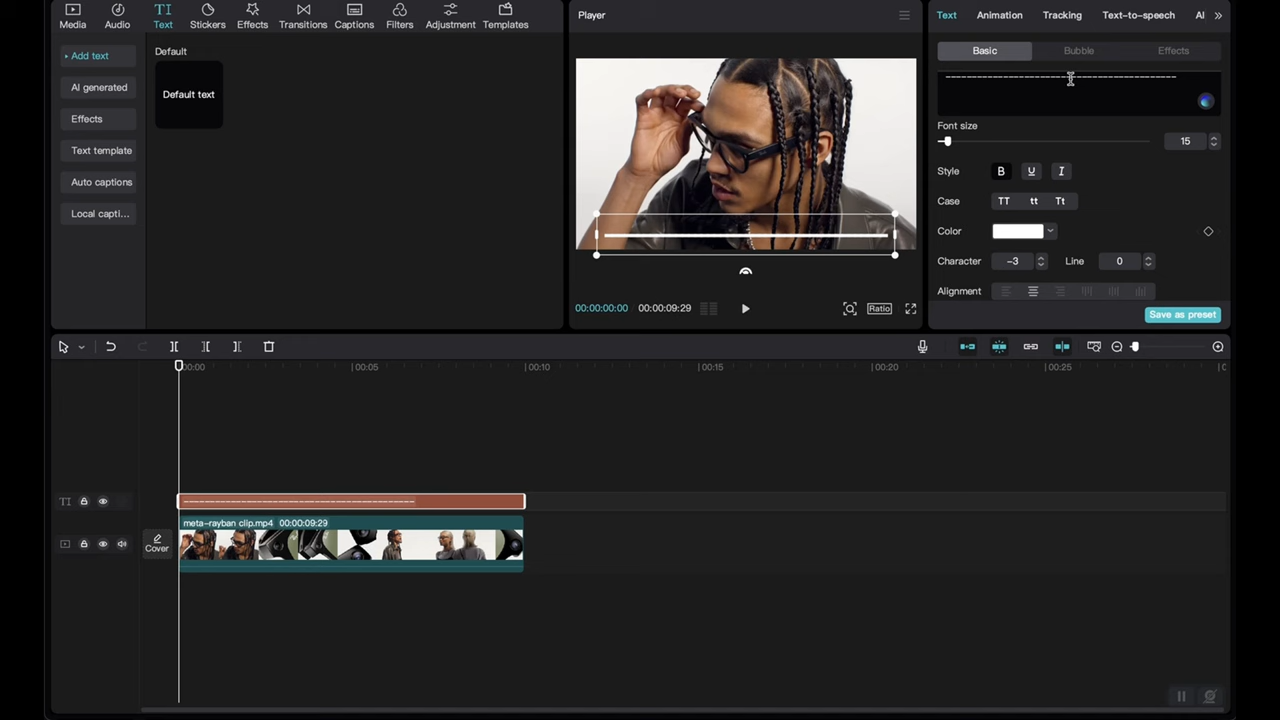 Media Audio Text Stickers Effects Transitions Captions Filters Adjustment Templates
Add text
AI generated
Effects
Text template
Auto captions
Local capti...
Default
Default text
Player
00:00:00:00 00:00:09:29
Ratio
Text Animation Tracking Text-to-speech AI »
Basic Bubble Effects
----------------------------------------------
Font size
15
Style B U I
Case TT tt Tt
Color
Character -3 Line 0
Alignment
Save as preset
00:00 00:05 00:10 00:15 00:20 00:25 0
TI ----------------------------------------------
Cover
meta-rayban clip.mp4 00:00:09:29